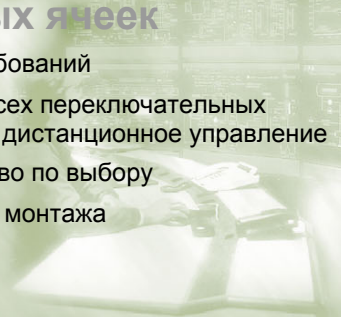 ых ячеек
бований
сех переключательных
дистанционное управление
во по выбору
монтажа